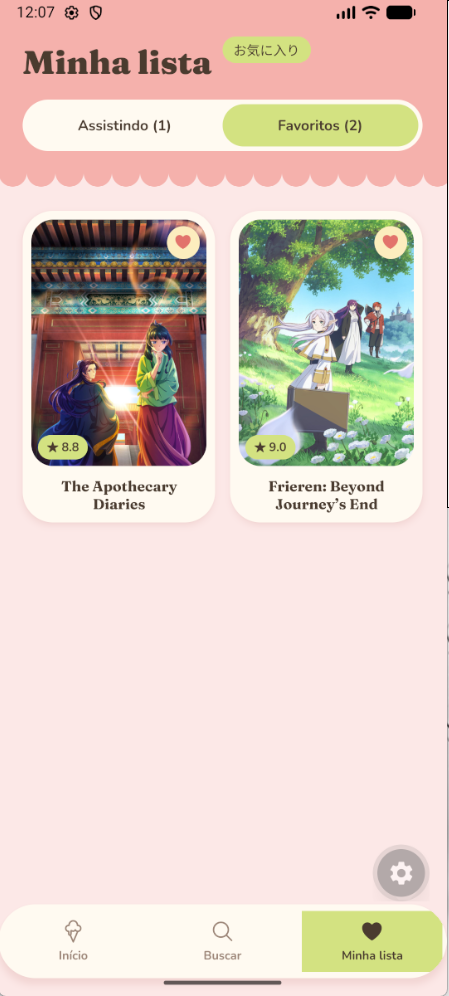 12:07
Minha lista
お気に入り
Assistindo (1)
Favoritos (2)
★ 8.8
★ 9.0
The Apothecary
Diaries
Frieren: Beyond
Journey's End
Início
Buscar
Minha lista